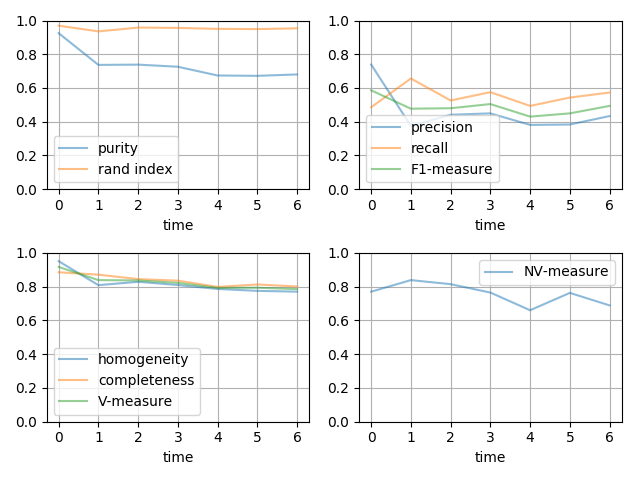 1.0
0.8
0.6
0.4
0.2
0.0
purity
rand index
0 1 2 3 4 5 6
time
1.0
0.8
0.6
0.4
0.2
0.0
precision
recall
F1-measure
0 1 2 3 4 5 6
time
1.0
0.8
0.6
0.4
0.2
0.0
homogeneity
completeness
V-measure
0 1 2 3 4 5 6
time
1.0
0.8
0.6
0.4
0.2
0.0
NV-measure
0 1 2 3 4 5 6
time